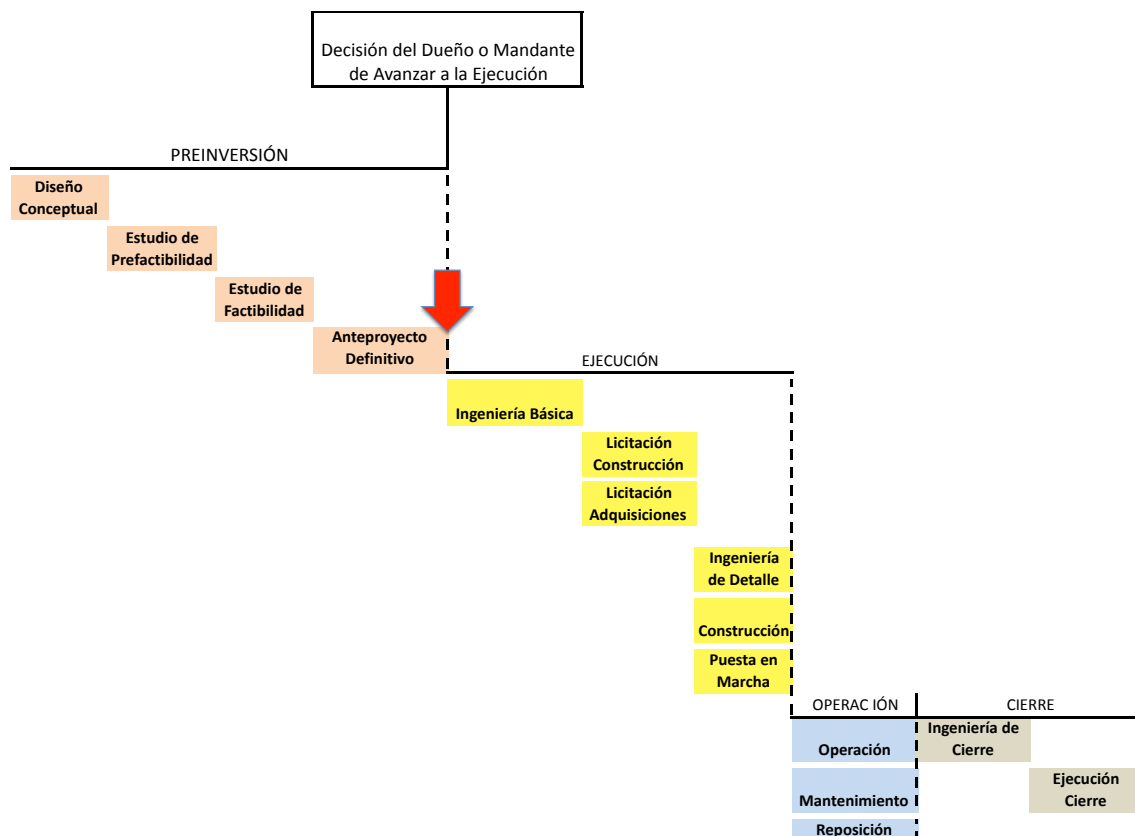 Decisión del Dueño o Mandante
de Avanzar a la Ejecución
PREINVERSIÓN
Diseño
Conceptual
Estudio de
Prefactibilidad
Estudio de
Factibilidad
Anteproyecto
Definitivo
EJECUCIÓN
Ingeniería Básica
Licitación
Construcción
Licitación
Adquisiciones
Ingeniería
de Detalle
Construcción
Puesta en
Marcha
OPERAC IÓN
CIERRE
Operación
Ingeniería de
Cierre
Mantenimiento
Ejecución
Cierre
Reposición